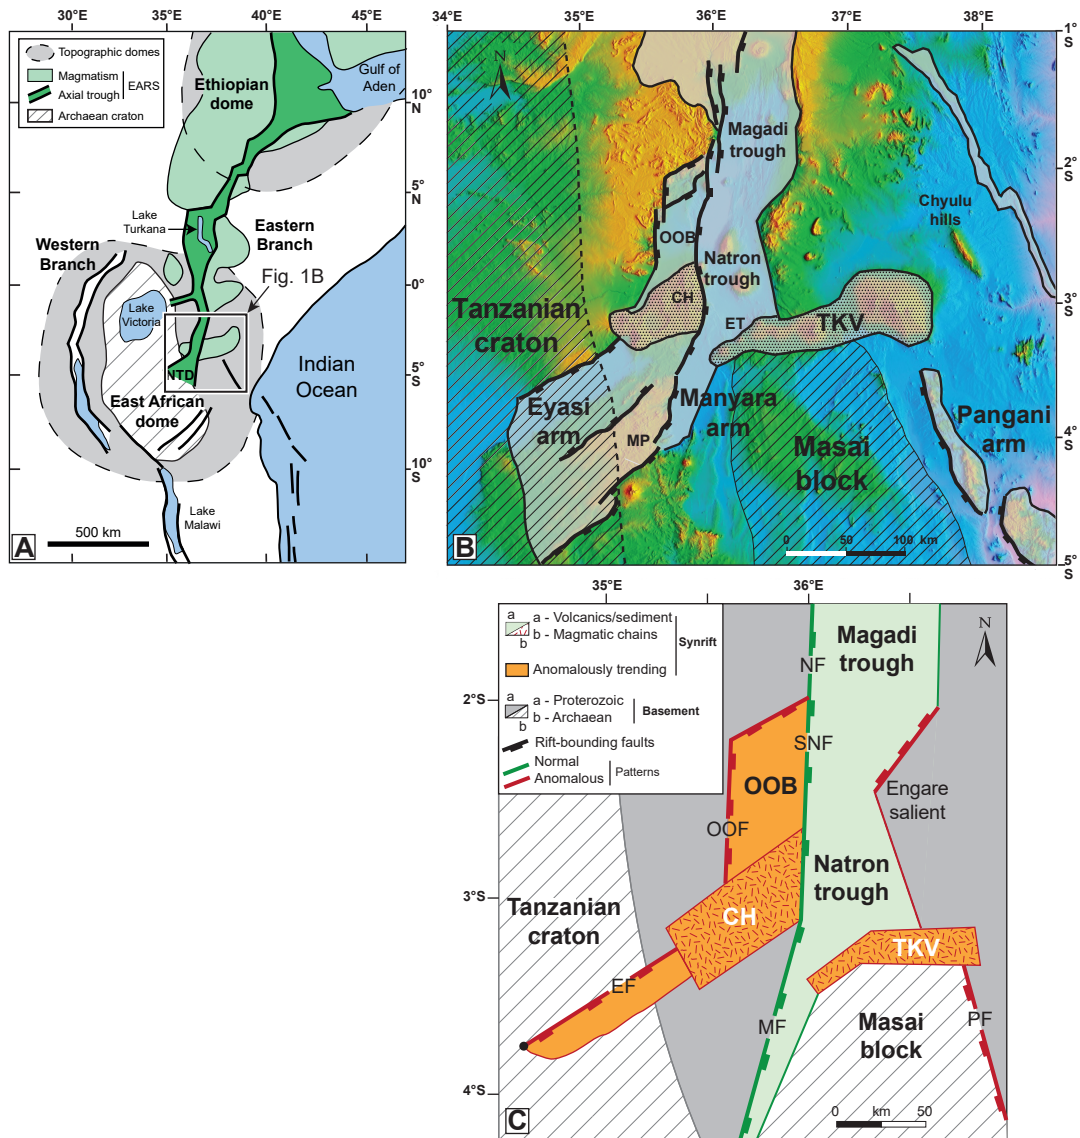 30°E
35°E
40°E
45°E
Topographic domes
Magmatism
Axial trough
EARS
Archaean craton
Ethiopian
dome
Gulf of
Aden
10°
N
5°
N
Lake
Turkana
Eastern
Branch
Western
Branch
Fig. 1B
0°
Lake
Victoria
Indian
Ocean
NTD
5°
S
East African
dome
10°
S
Lake
Malawi
500 km
A
34°E
35°E
36°E
37°E
38°E
1°
S
N
Magadi
trough
2°
S
Chyulu
hills
OOB
Natron
trough
CH
3°
S
Tanzanian
craton
ET
TKV
Eyasi
arm
Manyara
arm
MP
Pangani
arm
4°
S
Masai
block
0 50 100 km
B
5°
S
35°E
36°E
a
a - Volcanics/sediment
b - Magmatic chains
b
Synrift
Anomalously trending
a
a - Proterozoic
b - Archaean
b
Basement
Rift-bounding faults
Normal
Anomalous
Patterns
N
Magadi
trough
NF
2°S
SNF
OOB
Engare
salient
OOF
Natron
trough
3°S
Tanzanian
craton
CH
TKV
EF
MF
PF
Masai
block
4°S
0 km 50
C